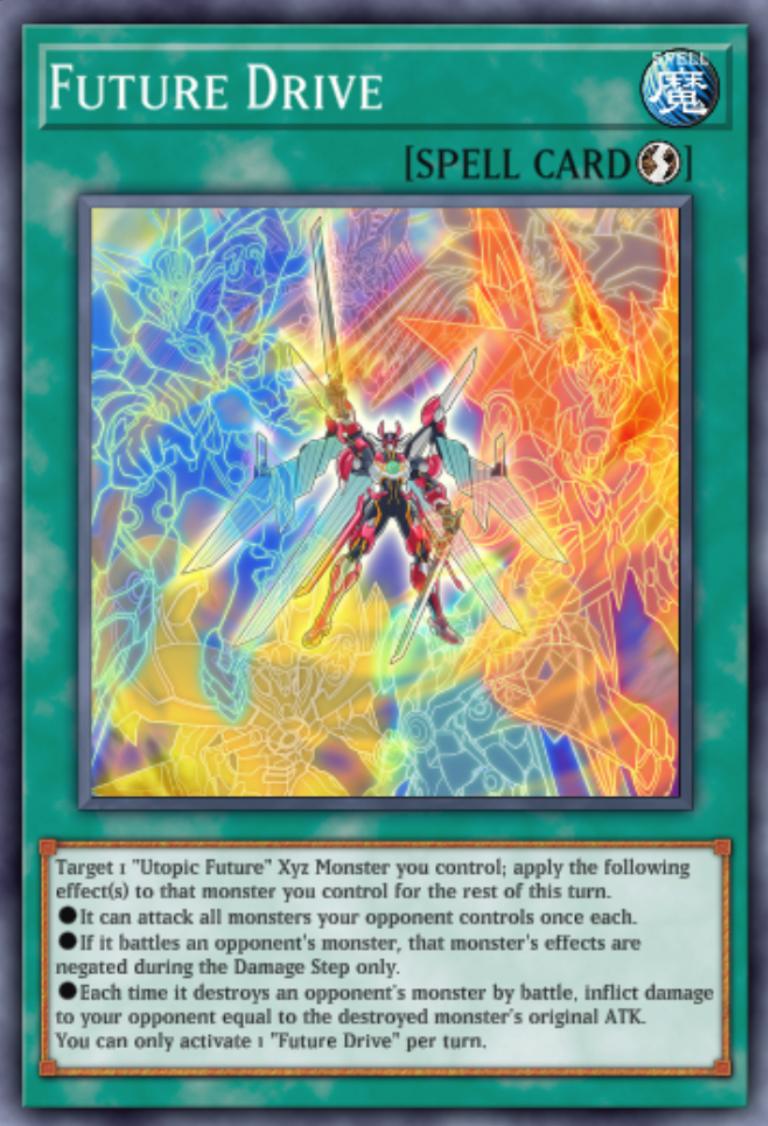 FUTURE DRIVE
SPELL
魔
[SPELL CARD]
Target 1 "Utopic Future" Xyz Monster you control; apply the following
effect(s) to that monster you control for the rest of this turn.
●It can attack all monsters your opponent controls once each.
●If it battles an opponent's monster, that monster's effects are
negated during the Damage Step only.
●Each time it destroys an opponent's monster by battle, inflict damage
to your opponent equal to the destroyed monster's original ATK.
You can only activate 1 "Future Drive" per turn.